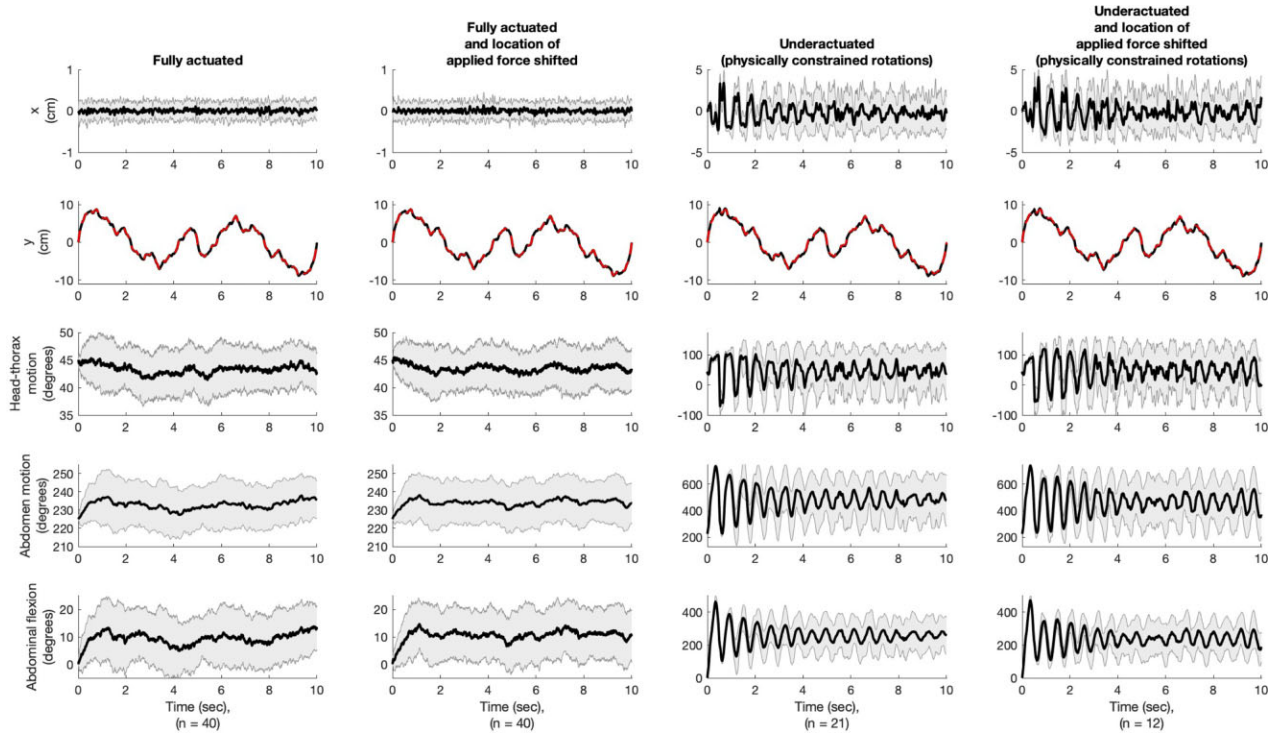 Fully actuated
Fully actuated
and location of
applied force shifted
Underactuated
(physically constrained rotations)
Underactuated
and location of
applied force shifted
(physically constrained rotations)
x
(cm)
1
0
-1
0 2 4 6 8 10
1
0
-1
0 2 4 6 8 10
5
0
-5
0 2 4 6 8 10
5
0
-5
0 2 4 6 8 10
y
(cm)
10
0
-10
0 2 4 6 8 10
10
0
-10
0 2 4 6 8 10
10
0
-10
0 2 4 6 8 10
10
0
-10
0 2 4 6 8 10
Head-thorax
motion
(degrees)
50
45
40
35
0 2 4 6 8 10
50
45
40
35
0 2 4 6 8 10
100
0
-100
0 2 4 6 8 10
100
0
-100
0 2 4 6 8 10
Abdomen motion
(degrees)
250
240
230
220
210
0 2 4 6 8 10
250
240
230
220
210
0 2 4 6 8 10
600
400
200
0 2 4 6 8 10
600
400
200
0 2 4 6 8 10
Abdominal flexion
(degrees)
20
10
0
0 2 4 6 8 10
20
10
0
0 2 4 6 8 10
400
200
0
0 2 4 6 8 10
400
200
0
0 2 4 6 8 10
Time (sec),
(n = 40)
Time (sec),
(n = 40)
Time (sec),
(n = 21)
Time (sec),
(n = 12)